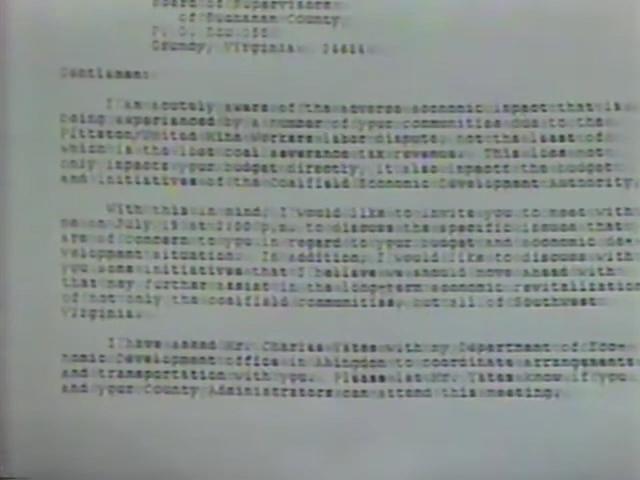 Board of Supervisors
of Buchanan County
P. O. Box
Grundy, Virginia
Gentlemen:
I am acutely aware of the adverse economic impact that is
being experienced by a number of your communities due to the
Pittston/United Mine Workers labor dispute, not the least of
which is the lost coal severance tax revenue. This loss not
only impacts your budget directly, it also impacts the budget
and initiatives of the Coalfield Economic Development Authority.
With this in mind, I would like to invite you to meet with
me on July at p.m. to discuss the specific issues that
are of concern to you in regard to your budget and economic de-
velopment situation. In addition, I would like to discuss with
you some initiatives that I believe we should move ahead with
that may further assist in the long-term economic revitalization
of not only the coalfield communities, but all of Southwest
Virginia.
I have asked Mr. Charles Yates with my Department of Econ-
nomic Development office in Abingdon to coordinate arrangements
and transportation with you. Please let Mr. Yates know if you
and your County Administrators can attend this meeting.